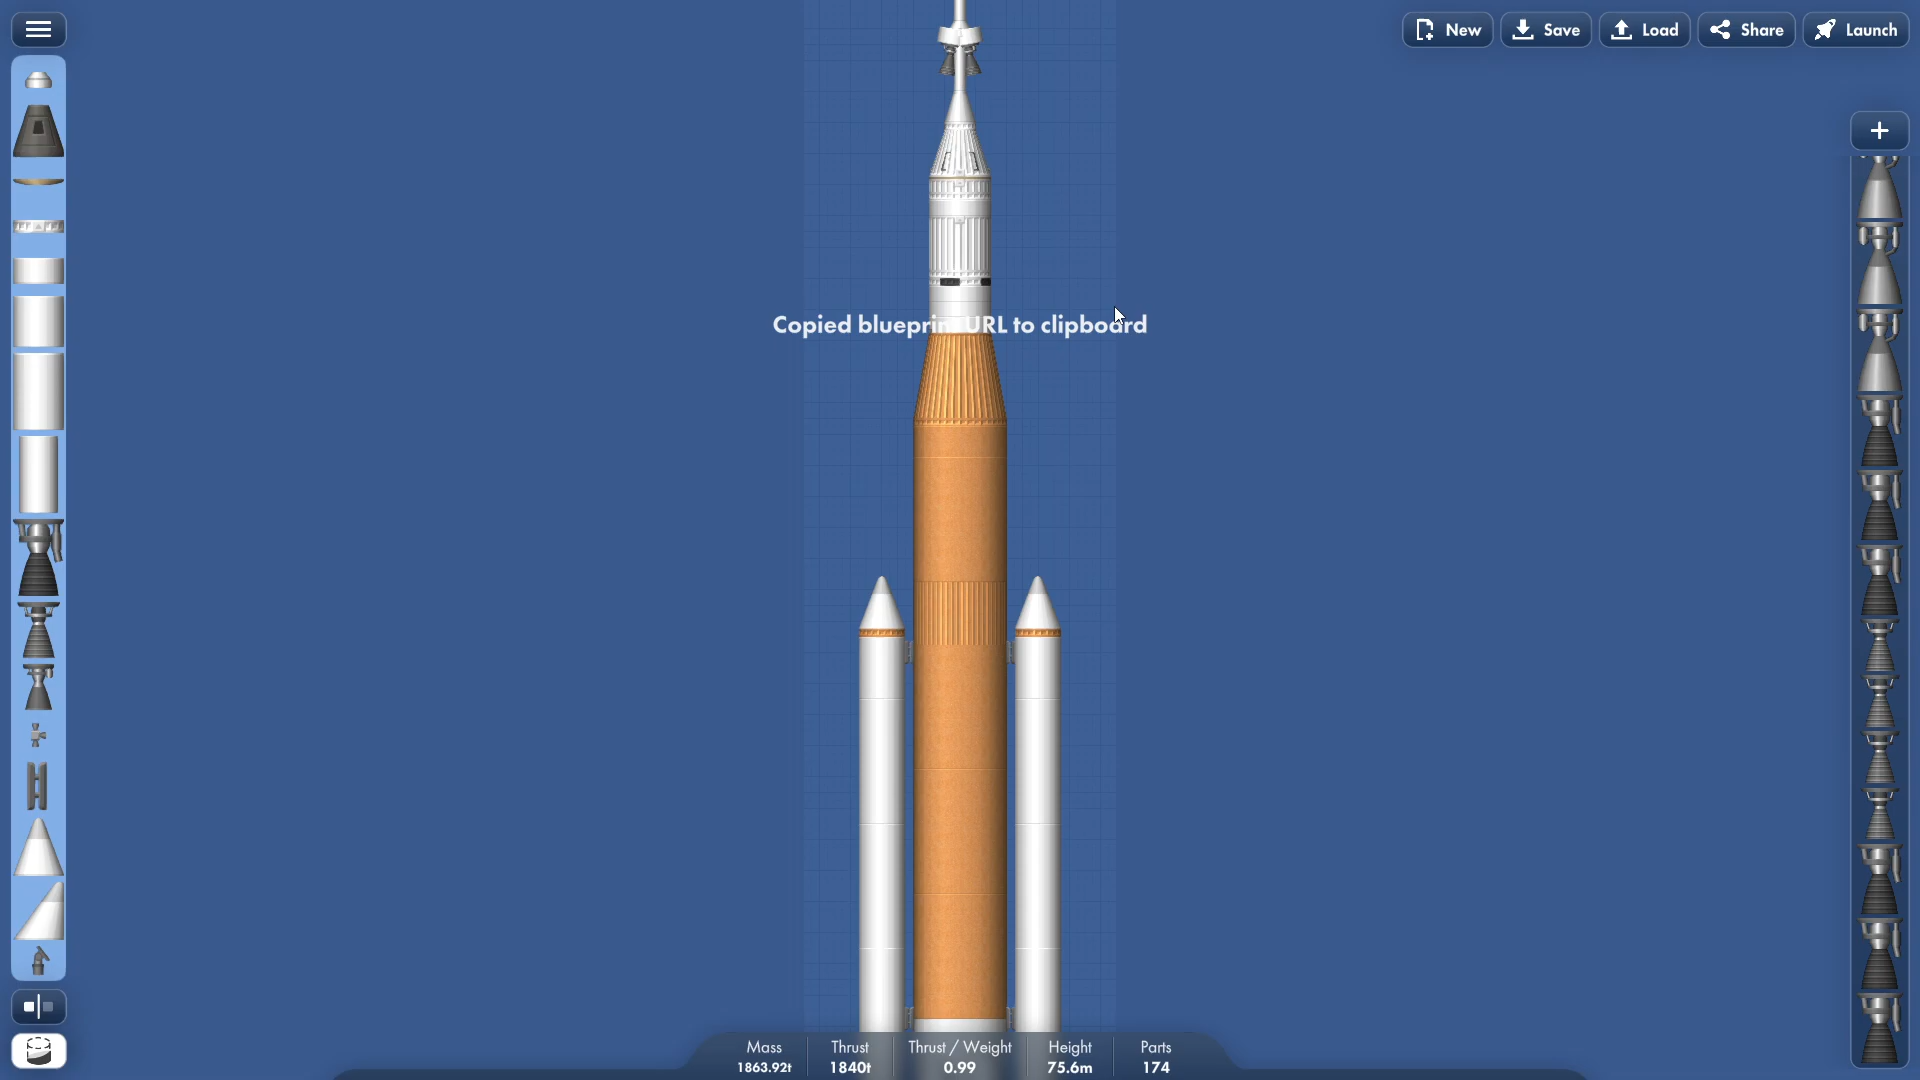 New
Save
Load
Share
Launch
Copied blueprint URL to clipboard
Mass
1863.92t
Thrust
1840t
Thrust / Weight
0.99
Height
75.6m
Parts
174